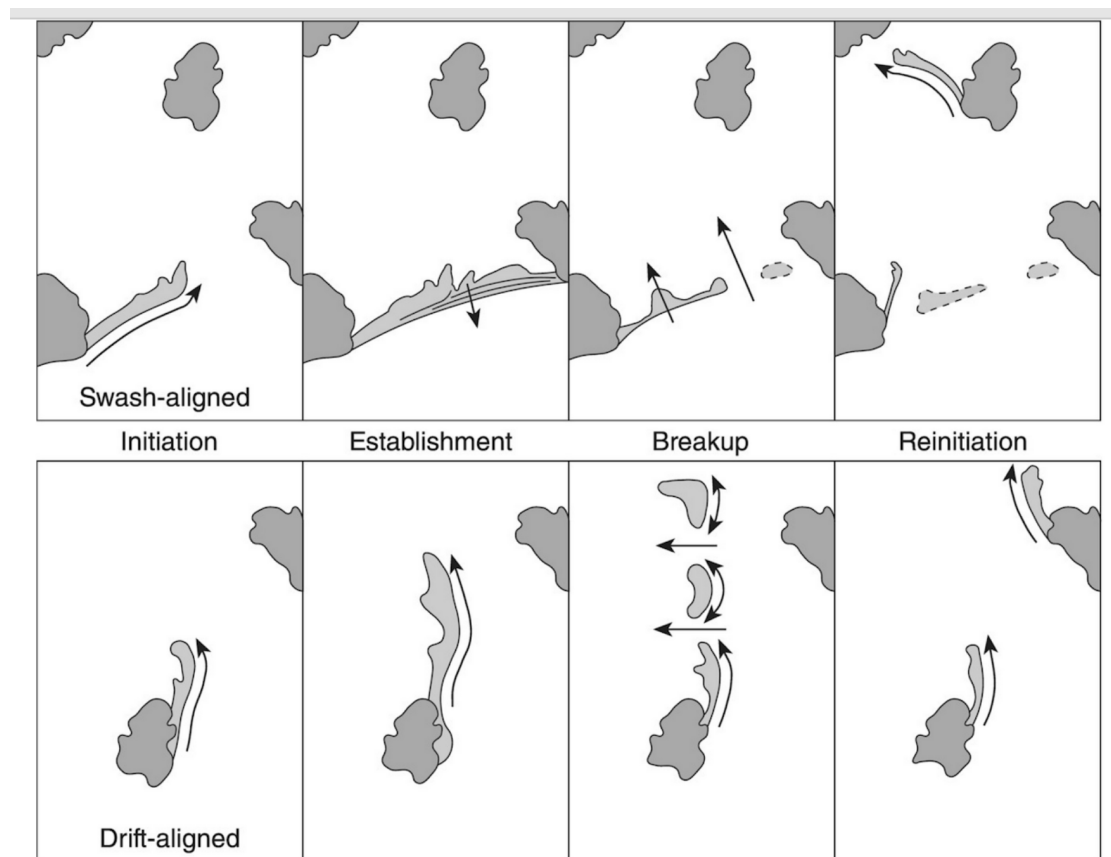 Swash-aligned
Initiation
Establishment
Breakup
Reinitiation
Drift-aligned